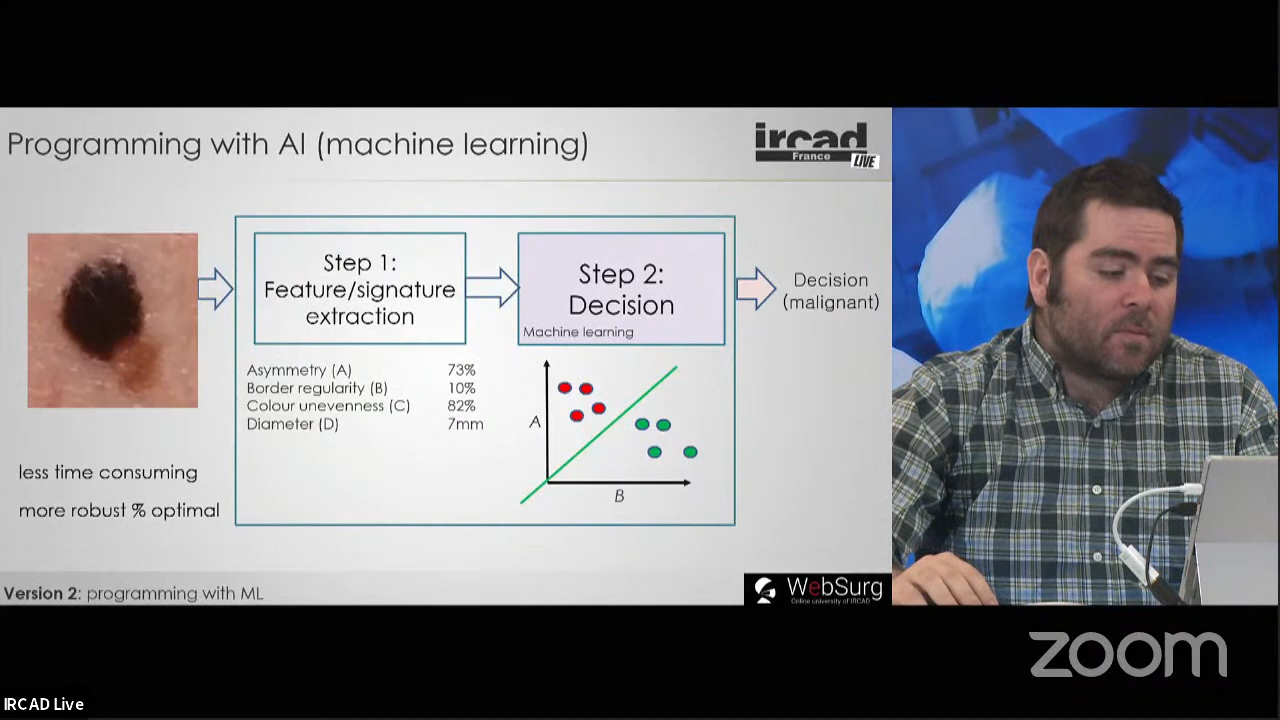 Programming with AI (machine learning)
ircad
France
LIVE
Step 1:
Feature/signature
extraction
Step 2:
Decision
Machine learning
Decision
(malignant)
Asymmetry (A) 73%
Border regularity (B) 10%
Colour unevenness (C) 82%
Diameter (D) 7mm
A
B
less time consuming
more robust % optimal
Version 2: programming with ML
WebSurg
Online university of IRCAD
zoom
IRCAD Live